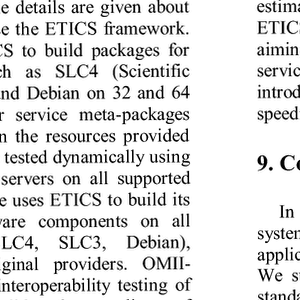 e details are given about
e the ETICS framework.
CS to build packages for
ch as SLC4 (Scientific
and Debian on 32 and 64
r service meta-packages
n the resources provided
tested dynamically using
servers on all supported
e uses ETICS to build its
ware components on all
SLC4, SLC3, Debian),
ginal providers. OMII-
interoperability testing of
estima
ETICS
aimin
servic
introd
speed
9. Co
In
system
applic
We s
standa